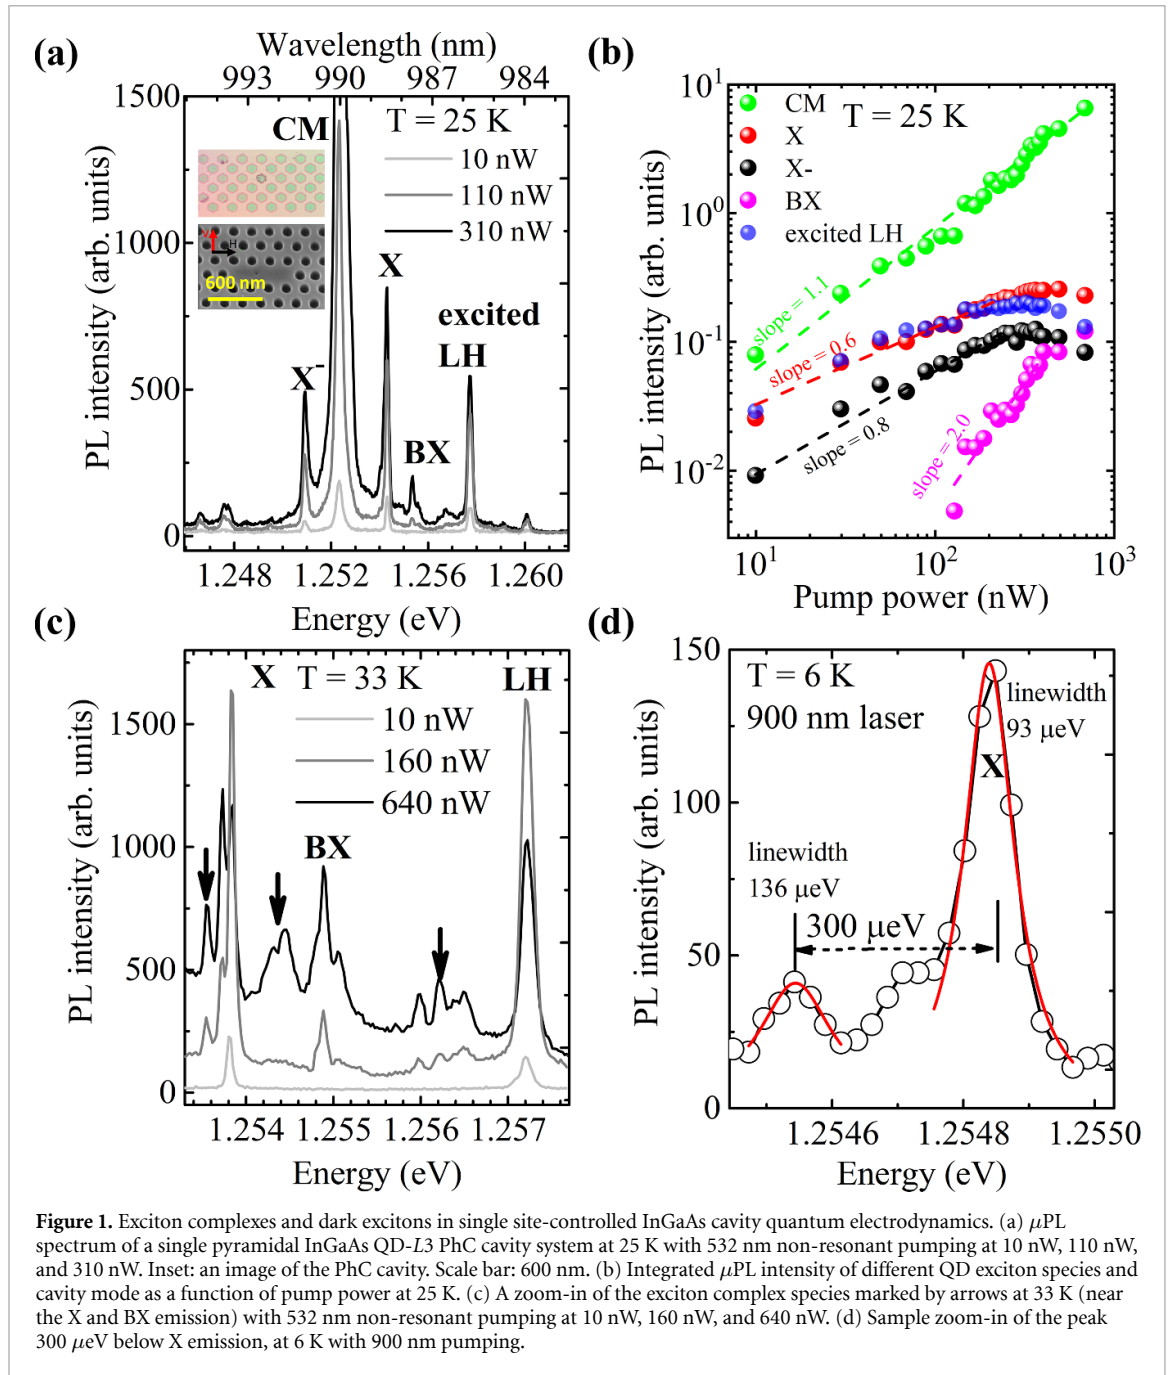 (a)
Wavelength (nm)
993 990 987 984
1500
1000
500
0
PL intensity (arb. units)
CM
T = 25 K
10 nW
110 nW
310 nW
V
H
600 nm
X
X-
BX
excited
LH
1.248 1.252 1.256 1.260
Energy (eV)
(b)
10^1
10^0
10^-1
10^-2
PL intensity (arb. units)
CM
X
X-
BX
excited LH
T = 25 K
slope = 1.1
slope = 0.6
slope = 0.8
slope = 2.0
10^1 10^2 10^3
Pump power (nW)
(c)
1500
1000
500
0
PL intensity (arb. units)
X
T = 33 K
LH
10 nW
160 nW
640 nW
BX
1.254 1.255 1.256 1.257
Energy (eV)
(d)
150
100
50
0
PL intensity (arb. units)
T = 6 K
900 nm laser
linewidth
93 μeV
X
linewidth
136 μeV
300 μeV
1.2546 1.2548 1.2550
Energy (eV)
Figure 1. Exciton complexes and dark excitons in single site-controlled InGaAs cavity quantum electrodynamics. (a) μPL
spectrum of a single pyramidal InGaAs QD-L3 PhC cavity system at 25 K with 532 nm non-resonant pumping at 10 nW, 110 nW,
and 310 nW. Inset: an image of the PhC cavity. Scale bar: 600 nm. (b) Integrated μPL intensity of different QD exciton species and
cavity mode as a function of pump power at 25 K. (c) A zoom-in of the exciton complex species marked by arrows at 33 K (near
the X and BX emission) with 532 nm non-resonant pumping at 10 nW, 160 nW, and 640 nW. (d) Sample zoom-in of the peak
300 μeV below X emission, at 6 K with 900 nm pumping.